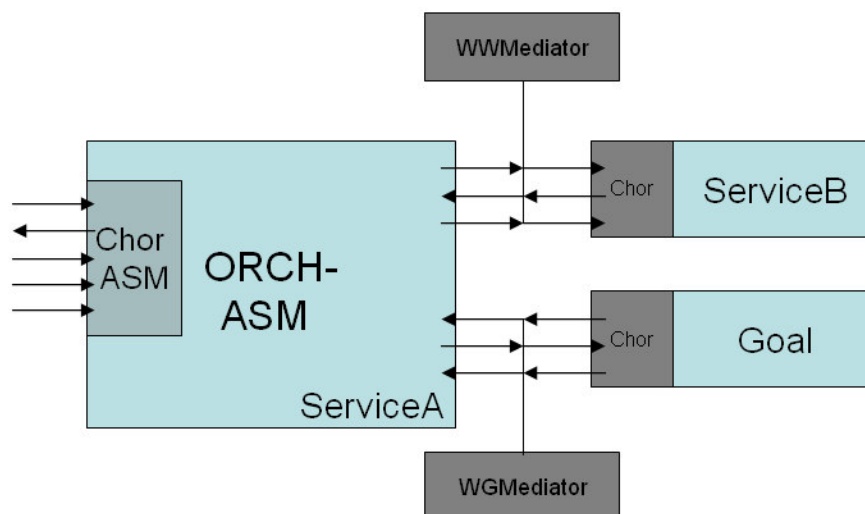 WWMediator
Chor
ServiceB
Chor
ASM
ORCH-
ASM
ServiceA
Chor
Goal
WGMediator